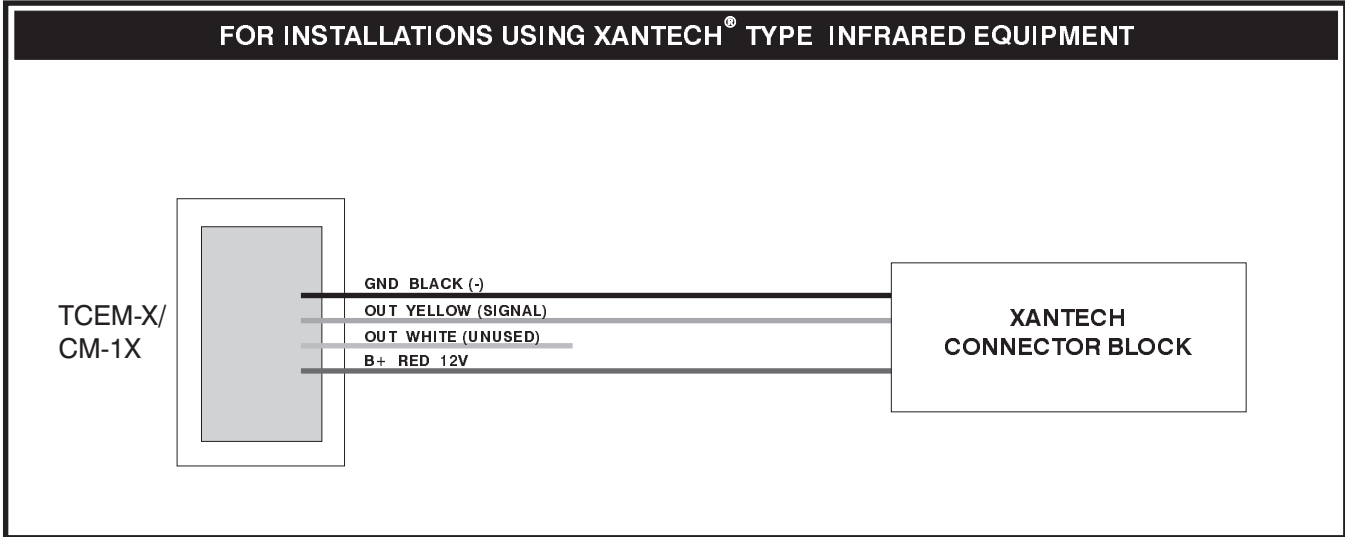 FOR INSTALLATIONS USING XANTECH® TYPE INFRARED EQUIPMENT
TCEM-X/
CM-1X
GND BLACK (-)
OUT YELLOW (SIGNAL)
OUT WHITE (UNUSED)
B+ RED 12V
XANTECH
CONNECTOR BLOCK